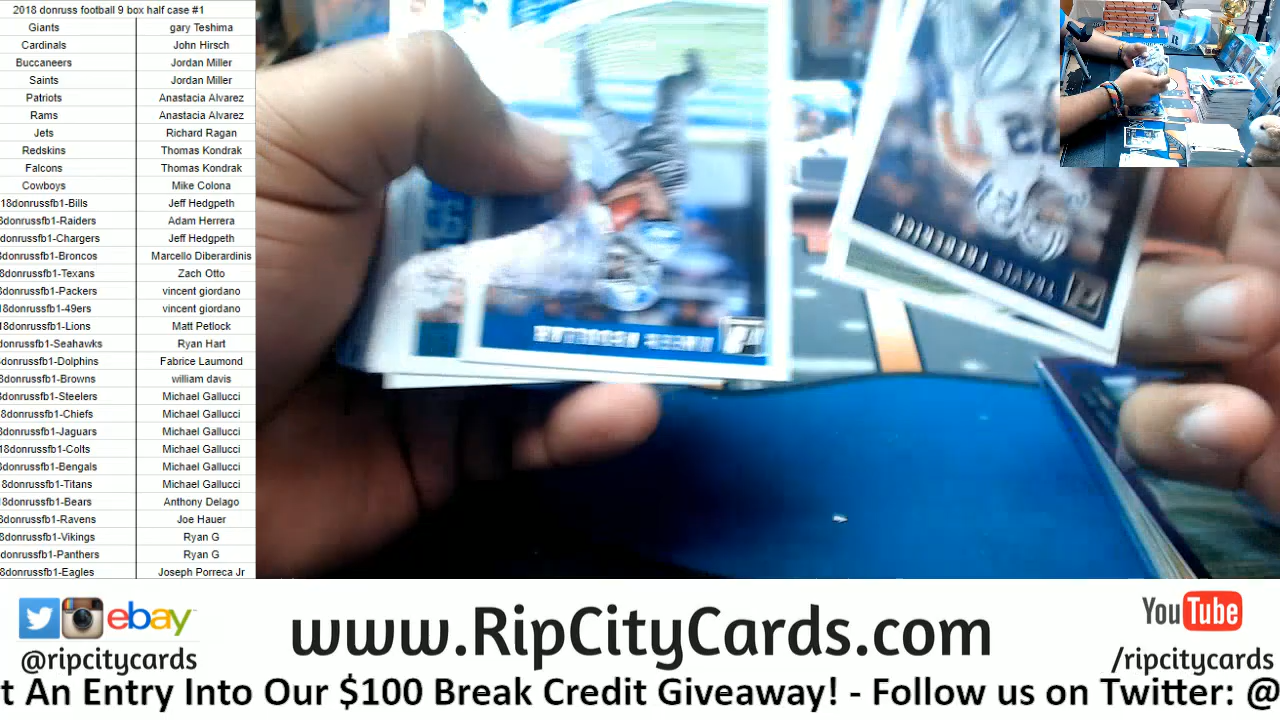 2018 donruss football 9 box half case #1
Giants gary Teshima
Cardinals John Hirsch
Buccaneers Jordan Miller
Saints Jordan Miller
Patriots Anastacia Alvarez
Rams Anastacia Alvarez
Jets Richard Ragan
Redskins Thomas Kondrak
Falcons Thomas Kondrak
Cowboys Mike Colona
18donrussfb1-Bills Jeff Hedgpeth
8donrussfb1-Raiders Adam Herrera
donrussfb1-Chargers Jeff Hedgpeth
8donrussfb1-Broncos Marcello Diberardinis
8donrussfb1-Texans Zach Otto
8donrussfb1-Packers vincent giordano
18donrussfb1-49ers vincent giordano
18donrussfb1-Lions Matt Petlock
donrussfb1-Seahawks Ryan Hart
donrussfb1-Dolphins Fabrice Laumond
8donrussfb1-Browns william davis
8donrussfb1-Steelers Michael Gallucci
8donrussfb1-Chiefs Michael Gallucci
8donrussfb1-Jaguars Michael Gallucci
18donrussfb1-Colts Michael Gallucci
8donrussfb1-Bengals Michael Gallucci
18donrussfb1-Titans Michael Gallucci
18donrussfb1-Bears Anthony Delago
8donrussfb1-Ravens Joe Hauer
8donrussfb1-Vikings Ryan G
donrussfb1-Panthers Ryan G
8donrussfb1-Eagles Joseph Porreca Jr
TRAVIS FREDERICK
ebay
@ripcitycards
www.RipCityCards.com
YouTube
/ripcitycards
t An Entry Into Our $100 Break Credit Giveaway! - Follow us on Twitter: @